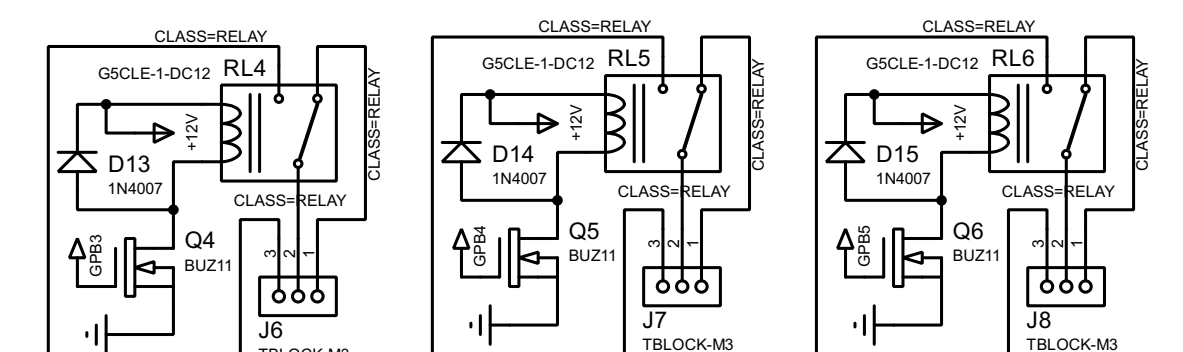 CLASS=RELAY
G5CLE-1-DC12
RL4
+12V
CLASS=RELAY
D13
1N4007
CLASS=RELAY
GPB3
Q4
BUZ11
3
2
1
J6
TBLOCK-M3
CLASS=RELAY
G5CLE-1-DC12
RL5
+12V
CLASS=RELAY
D14
1N4007
CLASS=RELAY
GPB4
Q5
BUZ11
3
2
1
J7
TBLOCK-M3
CLASS=RELAY
G5CLE-1-DC12
RL6
+12V
CLASS=RELAY
D15
1N4007
CLASS=RELAY
GPB5
Q6
BUZ11
3
2
1
J8
TBLOCK-M3